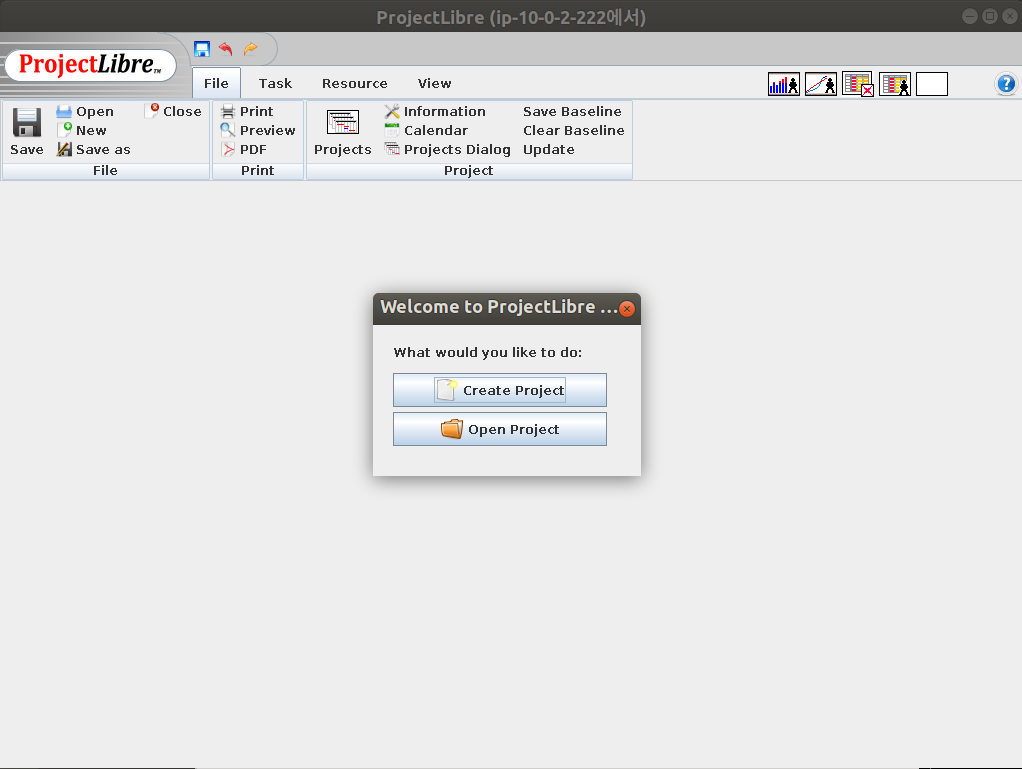 ProjectLibre (ip-10-0-2-222에서)
ProjectLibre™
File Task Resource View
Save Open New Save as Close
File
Print Preview PDF
Print
Projects Information Calendar Projects Dialog Save Baseline Clear Baseline Update
Project
Welcome to ProjectLibre ...
What would you like to do:
Create Project
Open Project